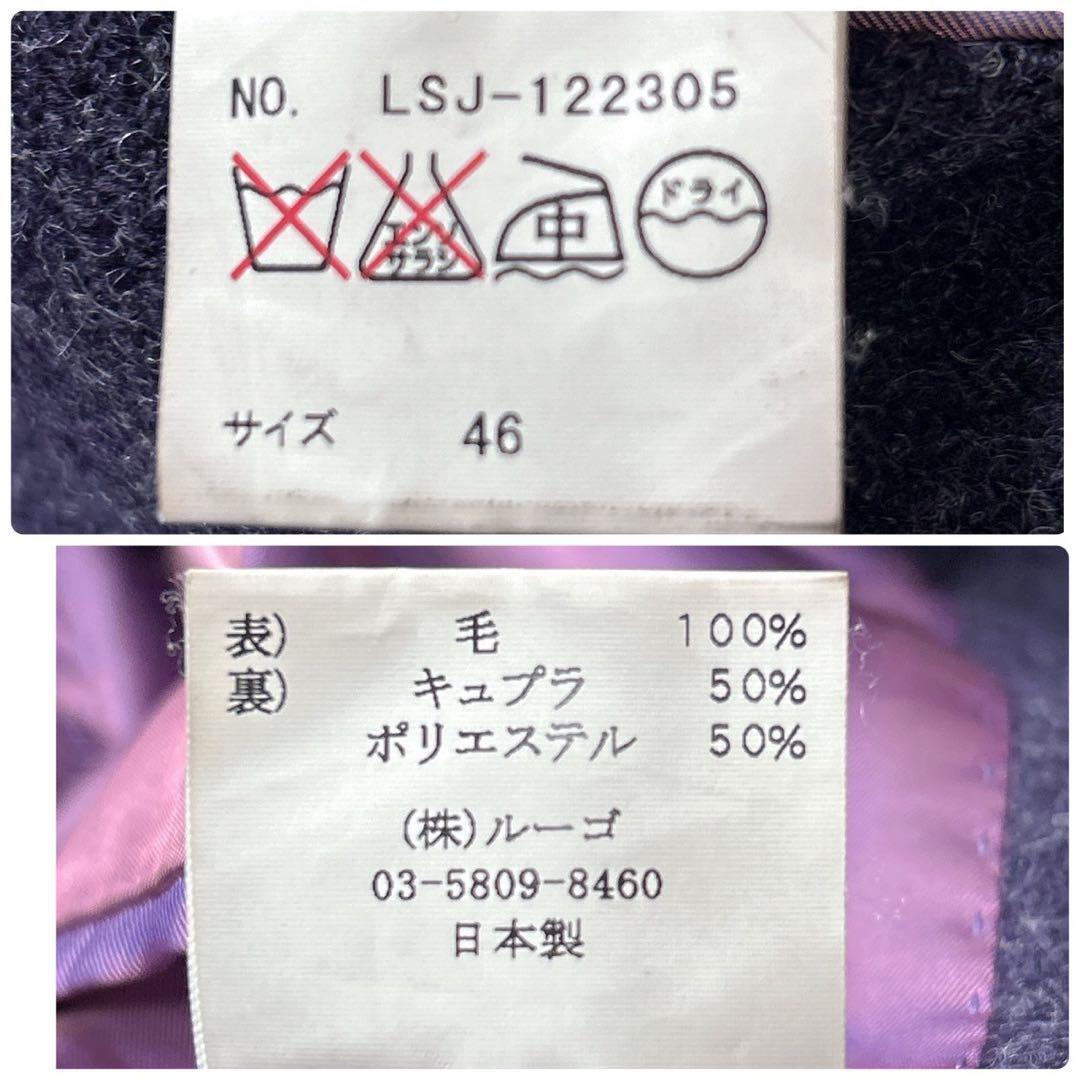 NO. LSJ-122305
エンソ サラシ 中 ドライ
サイズ 46
表) 毛 100%
裏) キュプラ 50%
ポリエステル 50%
(株)ルーゴ
03-5809-8460
日本製